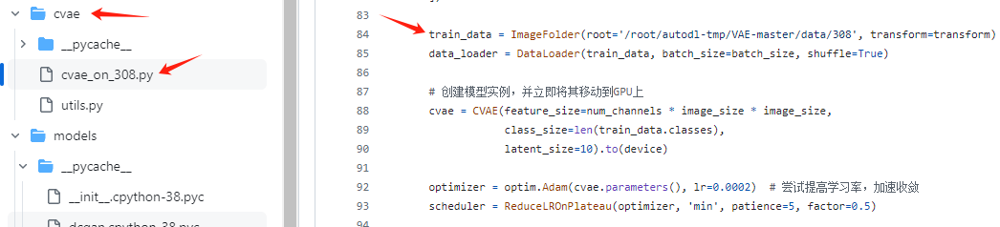 cvae
__pycache__
cvae_on_308.py
utils.py
models
__pycache__
__init__.cpython-38.pyc
dcgan.cpython-38.pyc
83
84 train_data = ImageFolder(root='/root/autodl-tmp/VAE-master/data/308', transform=transform)
85 data_loader = DataLoader(train_data, batch_size=batch_size, shuffle=True)
86
87 # 创建模型实例，并立即将其移动到GPU上
88 cvae = CVAE(feature_size=num_channels * image_size * image_size,
89 class_size=len(train_data.classes),
90 latent_size=10).to(device)
91
92 optimizer = optim.Adam(cvae.parameters(), lr=0.0002)  # 尝试提高学习率，加速收敛
93 scheduler = ReduceLROnPlateau(optimizer, 'min', patience=5, factor=0.5)
94